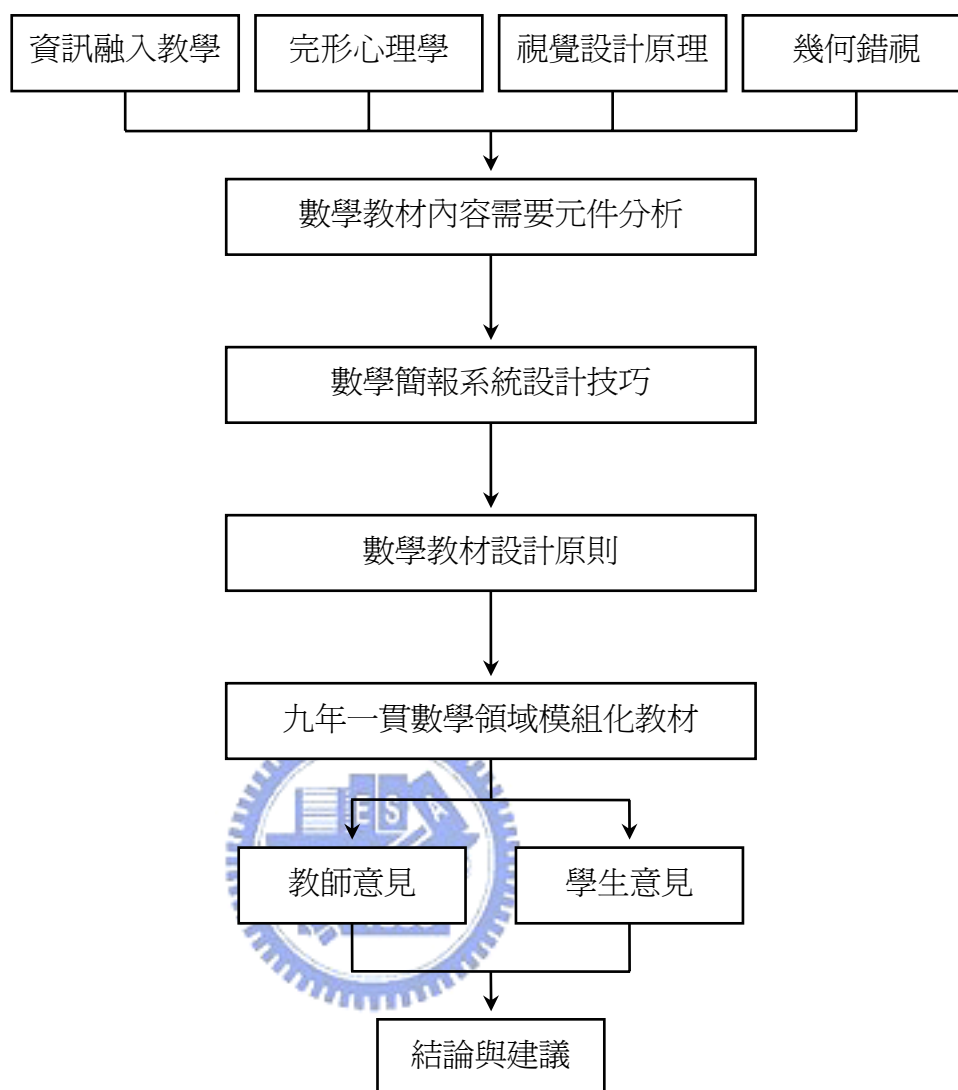 資訊融入教學
完形心理學
視覺設計原理
幾何錯視
數學教材內容需要元件分析
數學簡報系統設計技巧
數學教材設計原則
九年一貫數學領域模組化教材
ESA
教師意見
學生意見
結論與建議